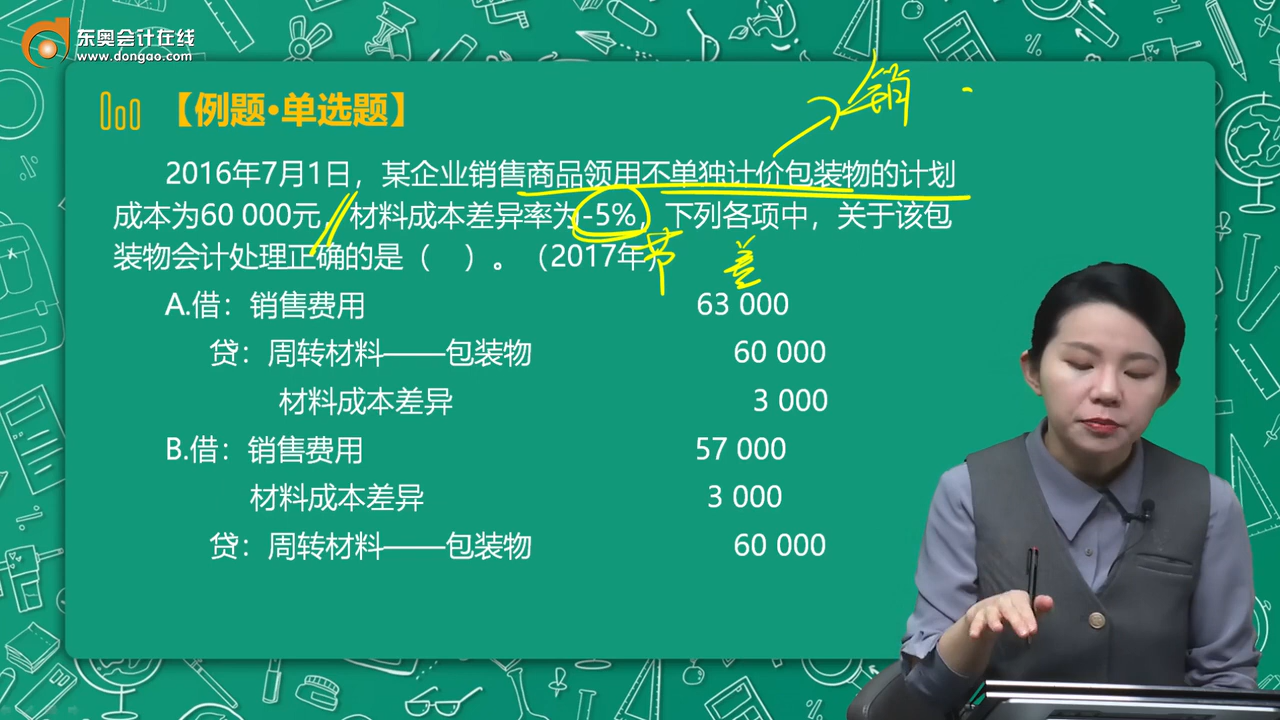 东奥会计在线
www.dongao.com
【例题•单选题】
销
2016年7月1日，某企业销售商品领用不单独计价包装物的计划
成本为60 000元，材料成本差异率为-5%，下列各项中，关于该包
装物会计处理正确的是（ ）。（2017年）
节 差
A.借：销售费用 63 000
贷：周转材料——包装物 60 000
材料成本差异 3 000
B.借：销售费用 57 000
材料成本差异 3 000
贷：周转材料——包装物 60 000